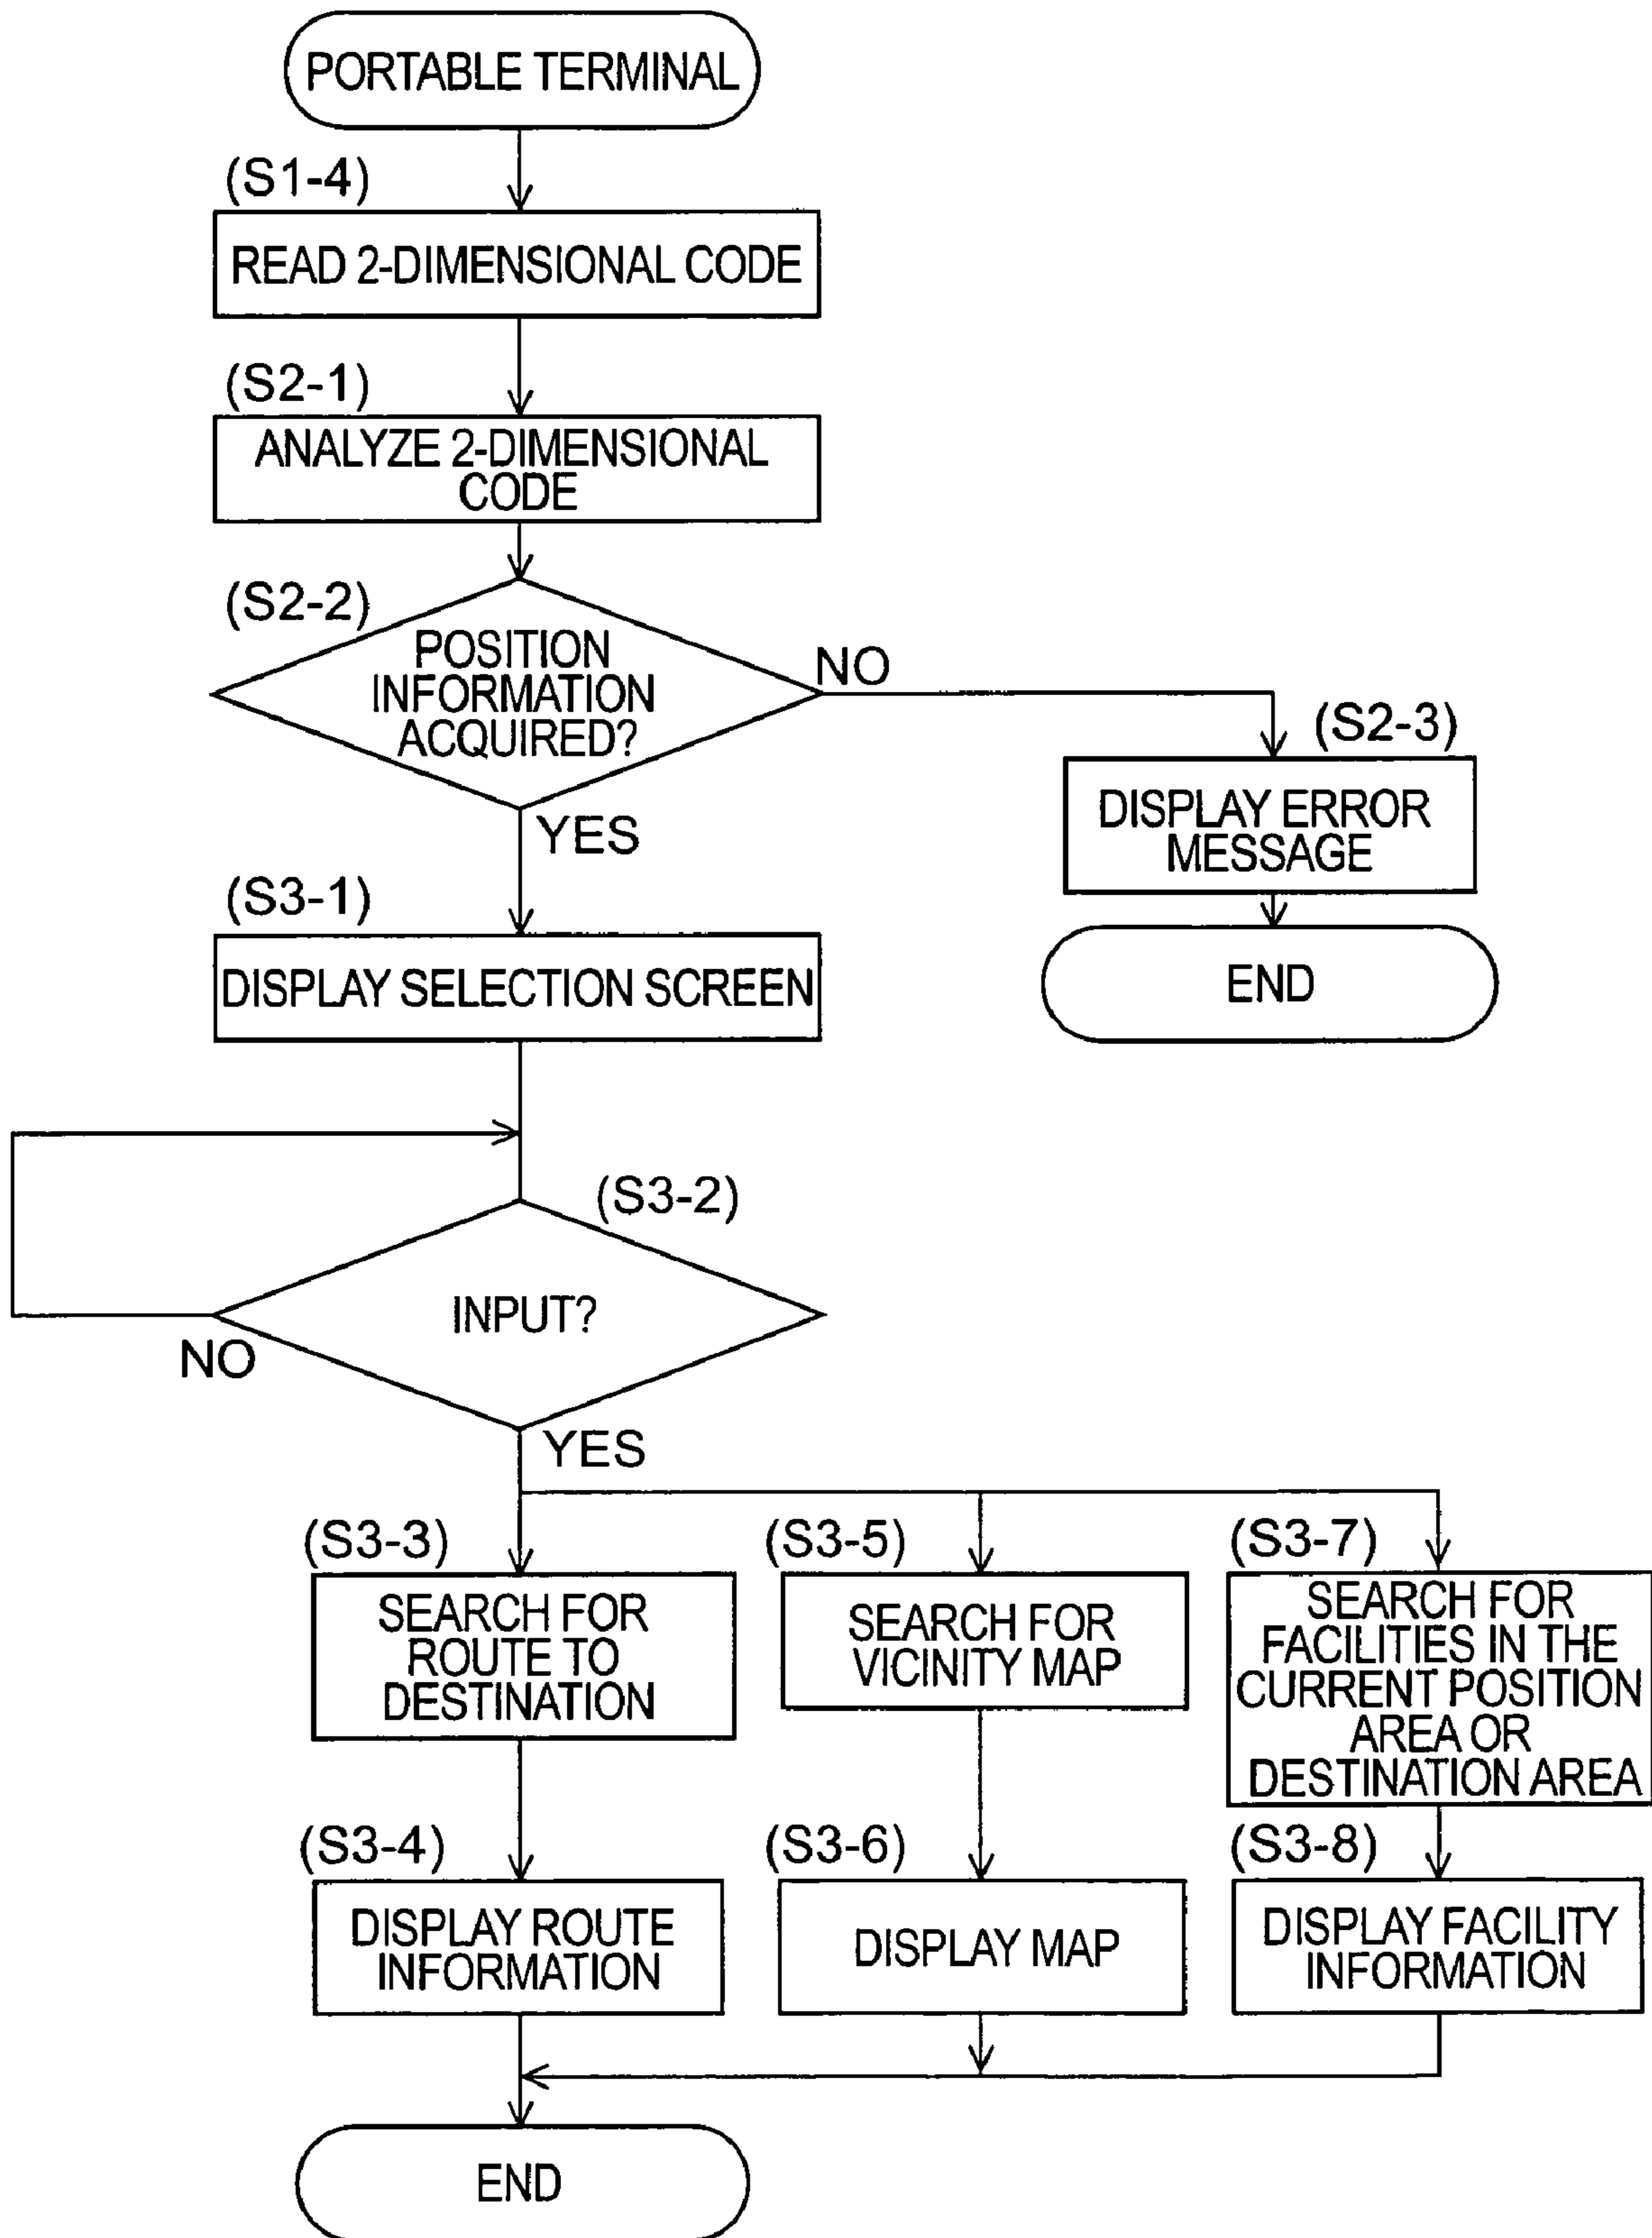 PORTABLE TERMINAL
(S1-4)
READ 2-DIMENSIONAL CODE
(S2-1)
ANALYZE 2-DIMENSIONAL
CODE
(S2-2)
POSITION
INFORMATION
ACQUIRED?
NO
YES
(S2-3)
DISPLAY ERROR
MESSAGE
END
(S3-1)
DISPLAY SELECTION SCREEN
(S3-2)
INPUT?
NO
YES
(S3-3)
SEARCH FOR
ROUTE TO
DESTINATION
(S3-5)
SEARCH FOR
VICINITY MAP
(S3-7)
SEARCH FOR
FACILITIES IN THE
CURRENT POSITION
AREA OR
DESTINATION AREA
(S3-4)
DISPLAY ROUTE
INFORMATION
(S3-6)
DISPLAY MAP
(S3-8)
DISPLAY FACILITY
INFORMATION
END